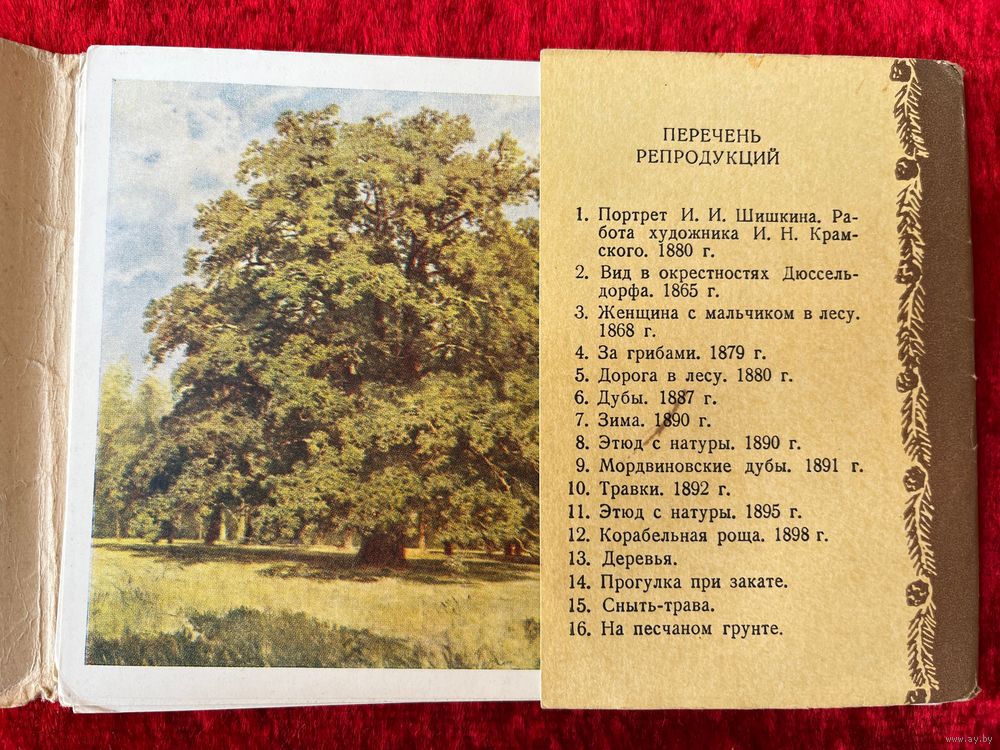 ПЕРЕЧЕНЬ
РЕПРОДУКЦИЙ
1. Портрет И. И. Шишкина. Ра-
бота художника И. Н. Крам-
ского. 1880 г.
2. Вид в окрестностях Дюссель-
дорфа. 1865 г.
3. Женщина с мальчиком в лесу.
1868 г.
4. За грибами. 1879 г.
5. Дорога в лесу. 1880 г.
6. Дубы. 1887 г.
7. Зима. 1890 г.
8. Этюд с натуры. 1890 г.
9. Мордвиновские дубы. 1891 г.
10. Травки. 1892 г.
11. Этюд с натуры. 1895 г.
12. Корабельная роща. 1898 г.
13. Деревья.
14. Прогулка при закате.
15. Сныть-трава.
16. На песчаном грунте.
www.ay.by